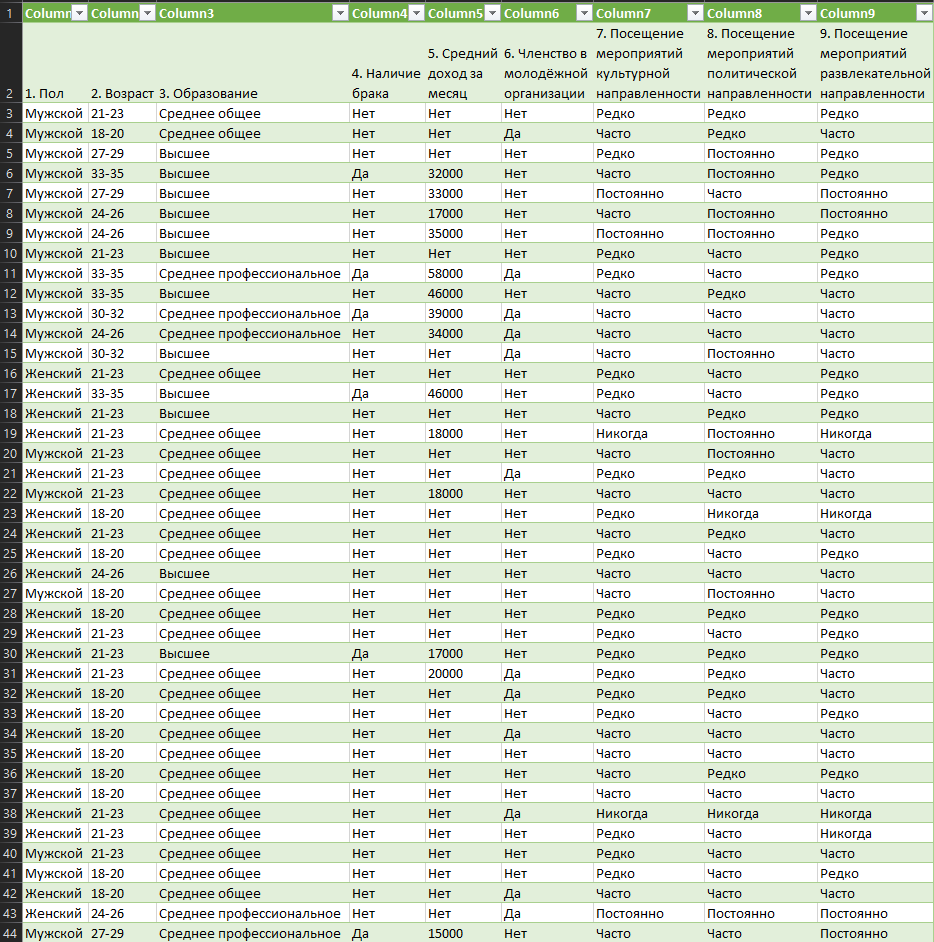 1 Column Column Column3 Column4 Column5 Column6 Column7 Column8 Column9
2 1. Пол 2. Возраст 3. Образование 4. Наличие брака 5. Средний доход за месяц 6. Членство в молодёжной организации 7. Посещение мероприятий культурной направленности 8. Посещение мероприятий политической направленности 9. Посещение мероприятий развлекательной направленности
3 Мужской 21-23 Среднее общее Нет Нет Нет Редко Редко Редко
4 Мужской 18-20 Среднее общее Нет Нет Да Часто Редко Часто
5 Мужской 27-29 Высшее Нет Нет Нет Редко Постоянно Редко
6 Мужской 33-35 Высшее Да 32000 Нет Часто Постоянно Редко
7 Мужской 27-29 Высшее Нет 33000 Нет Постоянно Часто Постоянно
8 Мужской 24-26 Высшее Нет 17000 Нет Часто Постоянно Постоянно
9 Мужской 24-26 Высшее Нет 35000 Нет Постоянно Постоянно Редко
10 Мужской 21-23 Высшее Нет Нет Нет Редко Часто Редко
11 Мужской 33-35 Среднее профессиональное Да 58000 Да Редко Часто Редко
12 Мужской 33-35 Высшее Нет 46000 Нет Часто Редко Часто
13 Мужской 30-32 Среднее профессиональное Да 39000 Да Часто Часто Часто
14 Мужской 24-26 Среднее профессиональное Нет 34000 Да Часто Часто Часто
15 Мужской 30-32 Высшее Нет Нет Да Часто Постоянно Часто
16 Женский 21-23 Среднее общее Нет Нет Нет Редко Часто Редко
17 Женский 33-35 Высшее Да 46000 Нет Редко Часто Редко
18 Женский 21-23 Высшее Нет Нет Нет Часто Редко Редко
19 Женский 21-23 Среднее общее Нет 18000 Нет Никогда Постоянно Никогда
20 Мужской 21-23 Среднее общее Нет Нет Нет Часто Постоянно Часто
21 Женский 21-23 Среднее общее Нет Нет Да Редко Редко Часто
22 Мужской 21-23 Среднее общее Нет 18000 Нет Часто Часто Часто
23 Женский 18-20 Среднее общее Нет Нет Нет Редко Никогда Никогда
24 Женский 21-23 Среднее общее Нет Нет Нет Часто Редко Часто
25 Женский 18-20 Среднее общее Нет Нет Нет Редко Часто Редко
26 Женский 24-26 Высшее Нет Нет Нет Часто Часто Часто
27 Мужской 18-20 Среднее общее Нет Нет Нет Часто Постоянно Часто
28 Женский 18-20 Среднее общее Нет Нет Нет Редко Редко Редко
29 Женский 21-23 Среднее общее Нет Нет Нет Редко Часто Редко
30 Женский 21-23 Высшее Да 17000 Нет Редко Редко Редко
31 Женский 21-23 Среднее общее Нет 20000 Да Редко Редко Часто
32 Женский 18-20 Среднее общее Нет Нет Да Редко Редко Часто
33 Женский 18-20 Среднее общее Нет Нет Нет Редко Часто Редко
34 Женский 18-20 Среднее общее Нет Нет Да Часто Часто Часто
35 Женский 18-20 Среднее общее Нет Нет Нет Часто Часто Часто
36 Женский 18-20 Среднее общее Нет Нет Нет Часто Редко Редко
37 Женский 18-20 Среднее общее Нет Нет Нет Часто Часто Часто
38 Женский 21-23 Среднее общее Нет Нет Да Никогда Никогда Никогда
39 Женский 21-23 Среднее общее Нет Нет Нет Редко Часто Никогда
40 Мужской 21-23 Среднее общее Нет Нет Нет Редко Часто Часто
41 Мужской 18-20 Среднее общее Нет Нет Нет Редко Часто Редко
42 Женский 18-20 Среднее общее Нет Нет Да Часто Часто Часто
43 Женский 24-26 Среднее профессиональное Нет Нет Да Постоянно Постоянно Постоянно
44 Мужской 27-29 Среднее профессиональное Да 15000 Нет Часто Часто Постоянно